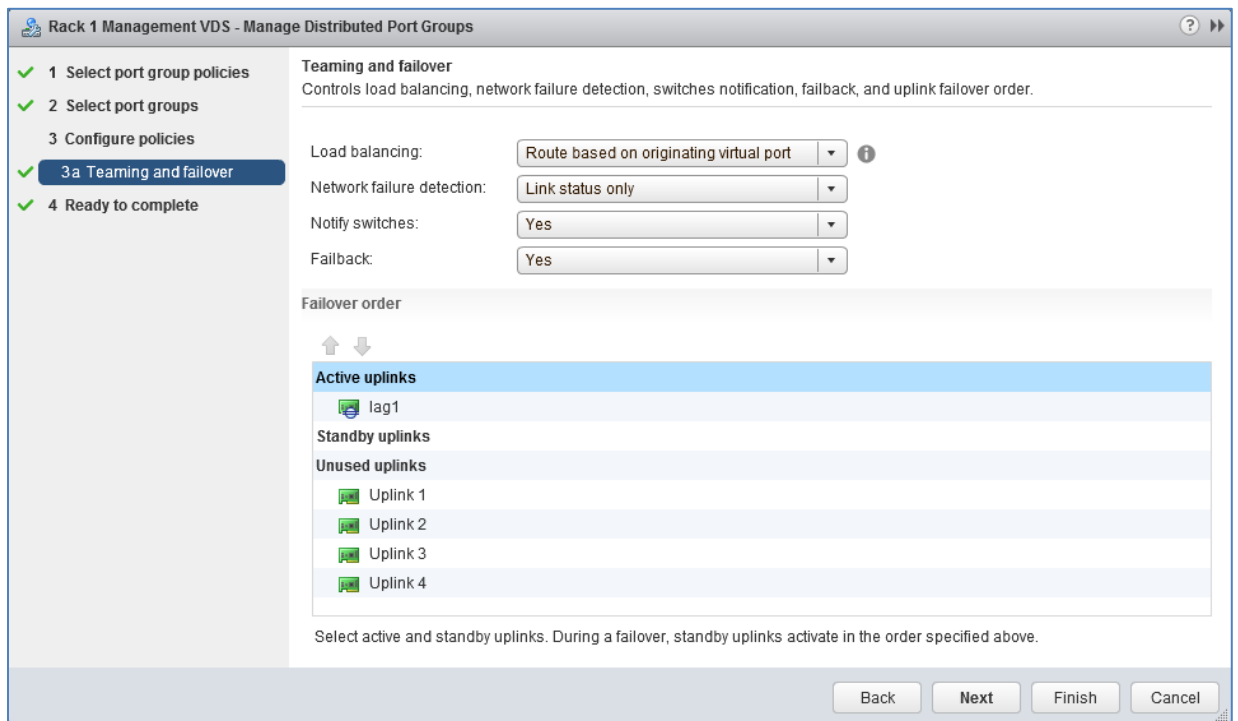 Rack 1 Management VDS - Manage Distributed Port Groups
?
1 Select port group policies
2 Select port groups
3 Configure policies
3a Teaming and failover
4 Ready to complete
Teaming and failover
Controls load balancing, network failure detection, switches notification, failback, and uplink failover order.
Load balancing:
Route based on originating virtual port
Network failure detection:
Link status only
Notify switches:
Yes
Failback:
Yes
Failover order
Active uplinks
lag1
Standby uplinks
Unused uplinks
Uplink 1
Uplink 2
Uplink 3
Uplink 4
Select active and standby uplinks. During a failover, standby uplinks activate in the order specified above.
Back
Next
Finish
Cancel